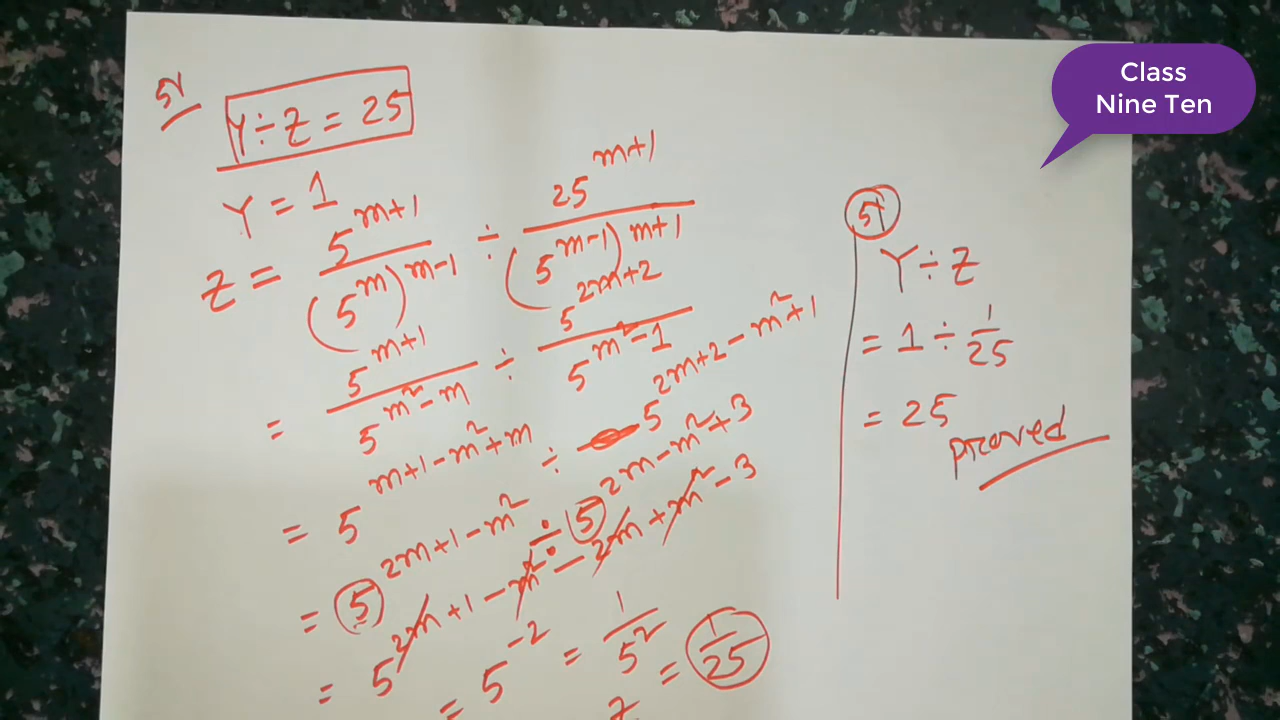 Class
Nine Ten
Y÷Z = 25
Y = 1
Z = 5^(m+1) / (5^m)^(m-1) ÷ 25^(m+1) / (5^(m-1))^(m+1)
= 5^(m+1) / 5^(m²-m) ÷ 5^(2m+2) / 5^(m²-1)
= 5^(m+1-m²+m) ÷ 5^(2m+2-m²+1)
= 5^(2m+1-m²) ÷ 5^(2m-m²+3)
= 5^(2m+1-m²-2m+m²-3)
= 5^(-2) = 1/5² = 1/25
Z
Y÷Z
= 1 ÷ 1/25
= 25
proved